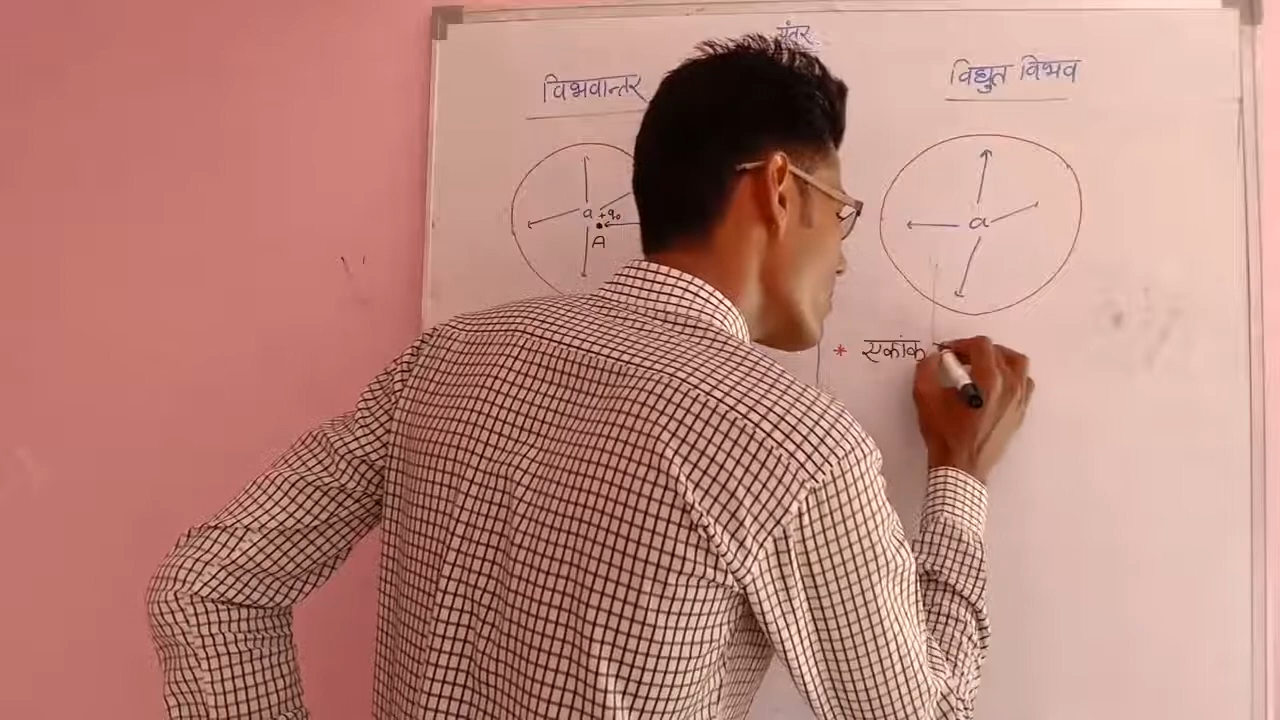 अंतर
विभवान्तर
विद्युत विभव
a +q₀
A
a
* एकांक